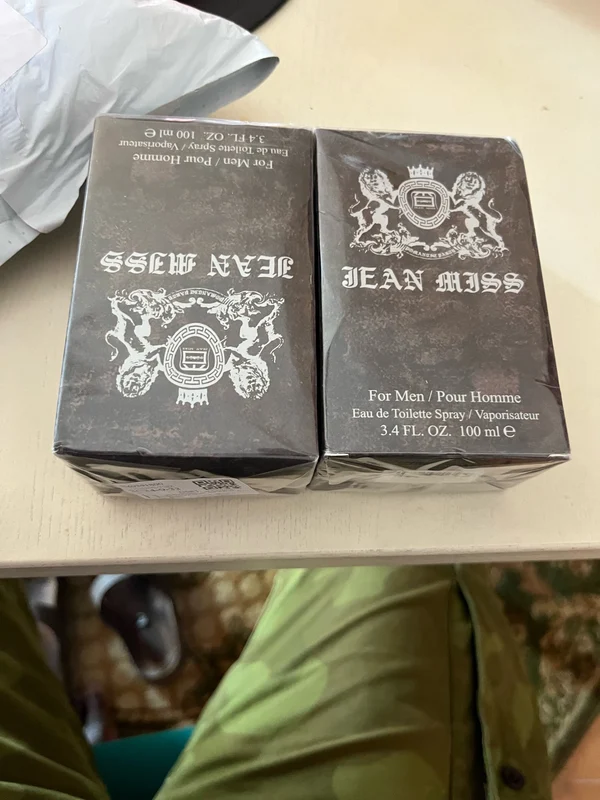 For Men / Pour Homme
Eau de Toilette Spray / Vaporisateur
3.4 FL. OZ. 100 ml ℮
JEAN MISS
JEAN MISS
For Men / Pour Homme
Eau de Toilette Spray / Vaporisateur
3.4 FL. OZ. 100 ml ℮